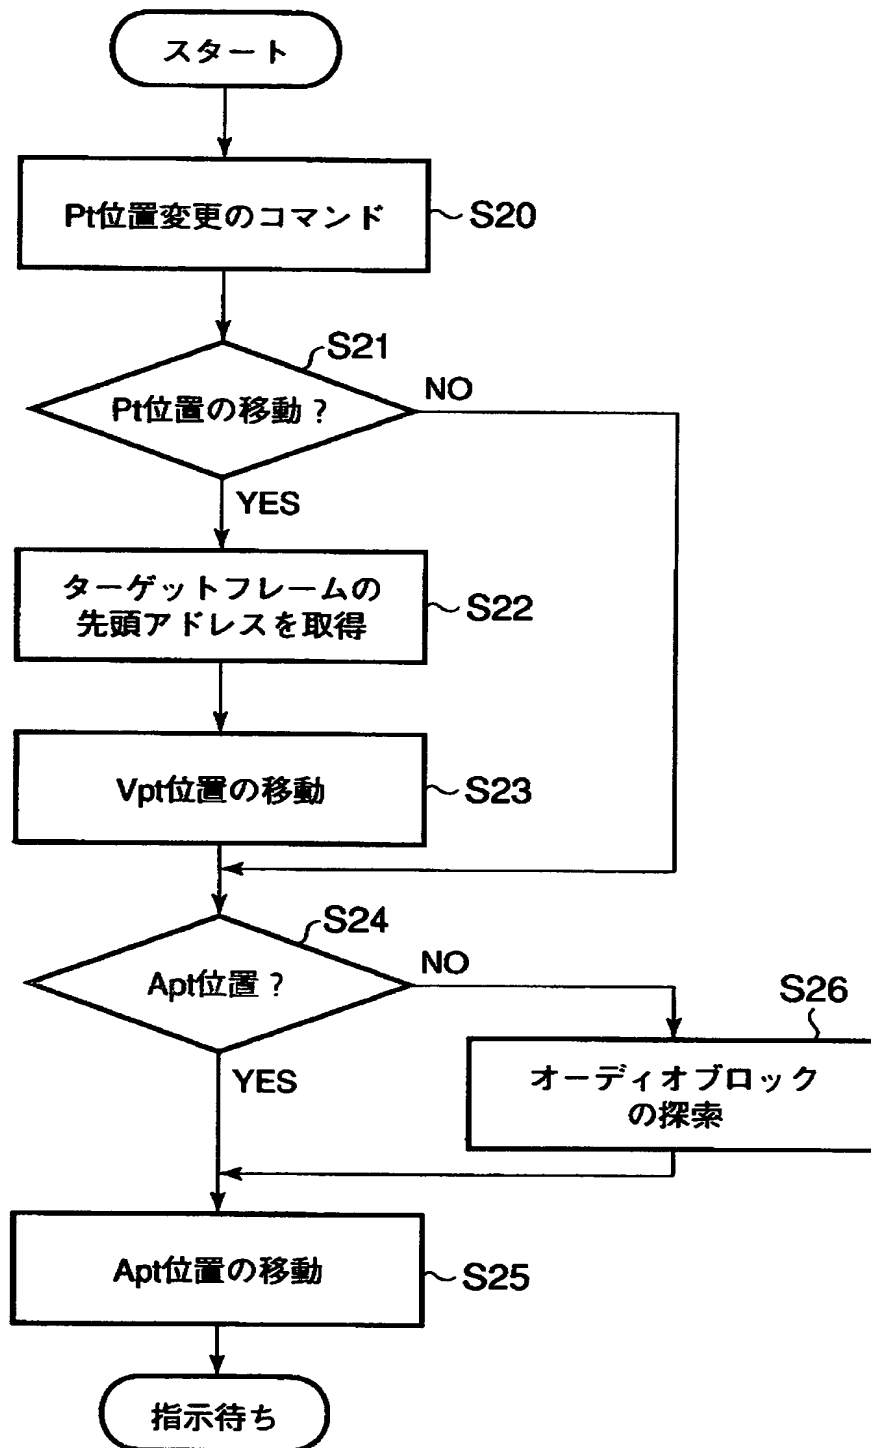 スタート
Pt位置変更のコマンド
S20
S21
Pt位置の移動？
NO
YES
ターゲットフレームの
先頭アドレスを取得
S22
Vpt位置の移動
S23
S24
Apt位置？
NO
S26
YES
オーディオブロック
の探索
Apt位置の移動
S25
指示待ち